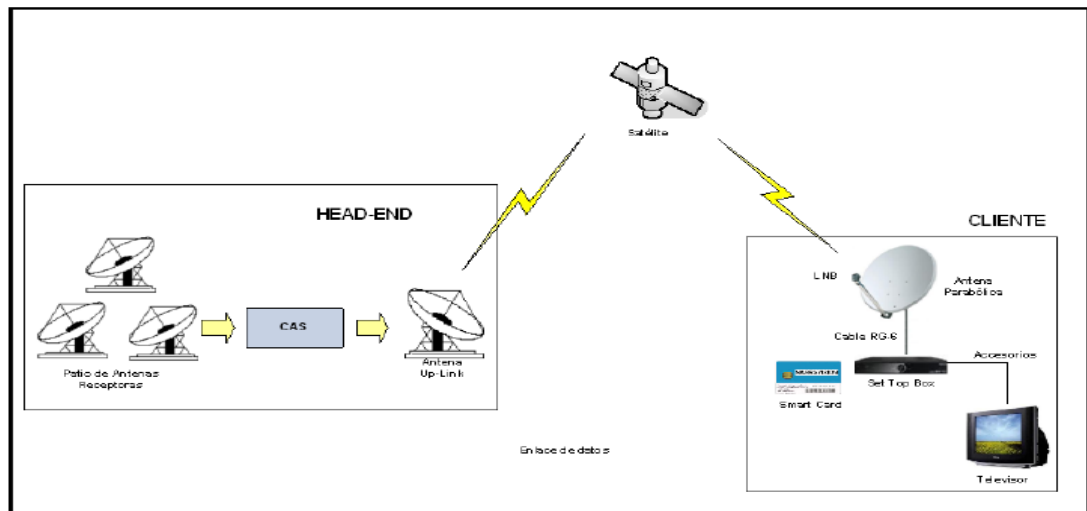 Satélite
HEAD-END
CAS
Patio de Antenas
Receptoras
Antena
Up-Link
CLIENTE
LNB
Antena
Parabólica
Cable RG-6
Accesorios
Set Top Box
Smart Card
Televisor
Enlace de datos